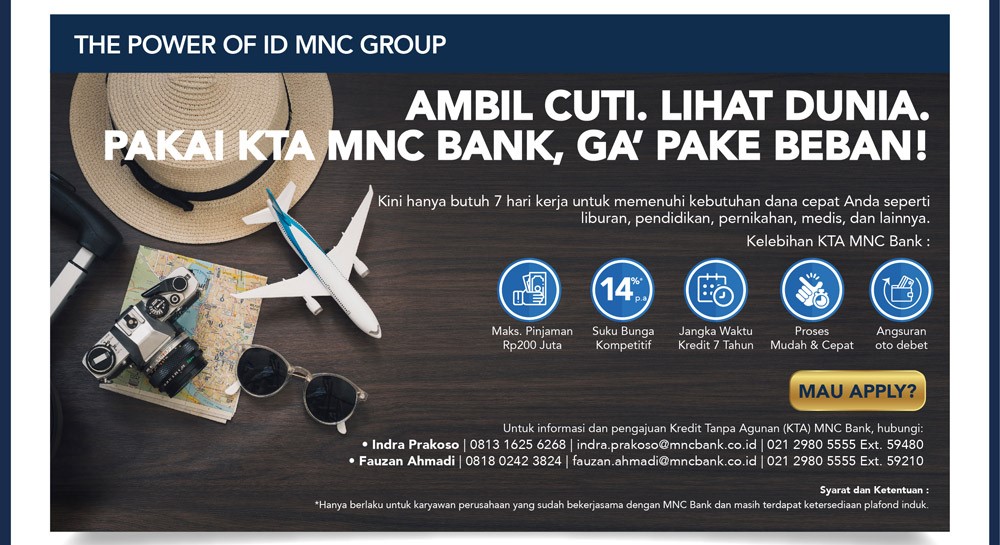 THE POWER OF ID MNC GROUP
AMBIL CUTI. LIHAT DUNIA.
PAKAI KTA MNC BANK, GA' PAKE BEBAN!
Kini hanya butuh 7 hari kerja untuk memenuhi kebutuhan dana cepat Anda seperti
liburan, pendidikan, pernikahan, medis, dan lainnya.
Kelebihan KTA MNC Bank :
14%* p.a
Maks. Pinjaman
Rp200 Juta
Suku Bunga
Kompetitif
Jangka Waktu
Kredit 7 Tahun
Proses
Mudah & Cepat
Angsuran
oto debet
MAU APPLY?
Untuk informasi dan pengajuan Kredit Tanpa Agunan (KTA) MNC Bank, hubungi:
• Indra Prakoso | 0813 1625 6268 | indra.prakoso@mncbank.co.id | 021 2980 5555 Ext. 59480
• Fauzan Ahmadi | 0818 0242 3824 | fauzan.ahmadi@mncbank.co.id | 021 2980 5555 Ext. 59210
Syarat dan Ketentuan :
*Hanya berlaku untuk karyawan perusahaan yang sudah bekerjasama dengan MNC Bank dan masih terdapat ketersediaan plafond induk.